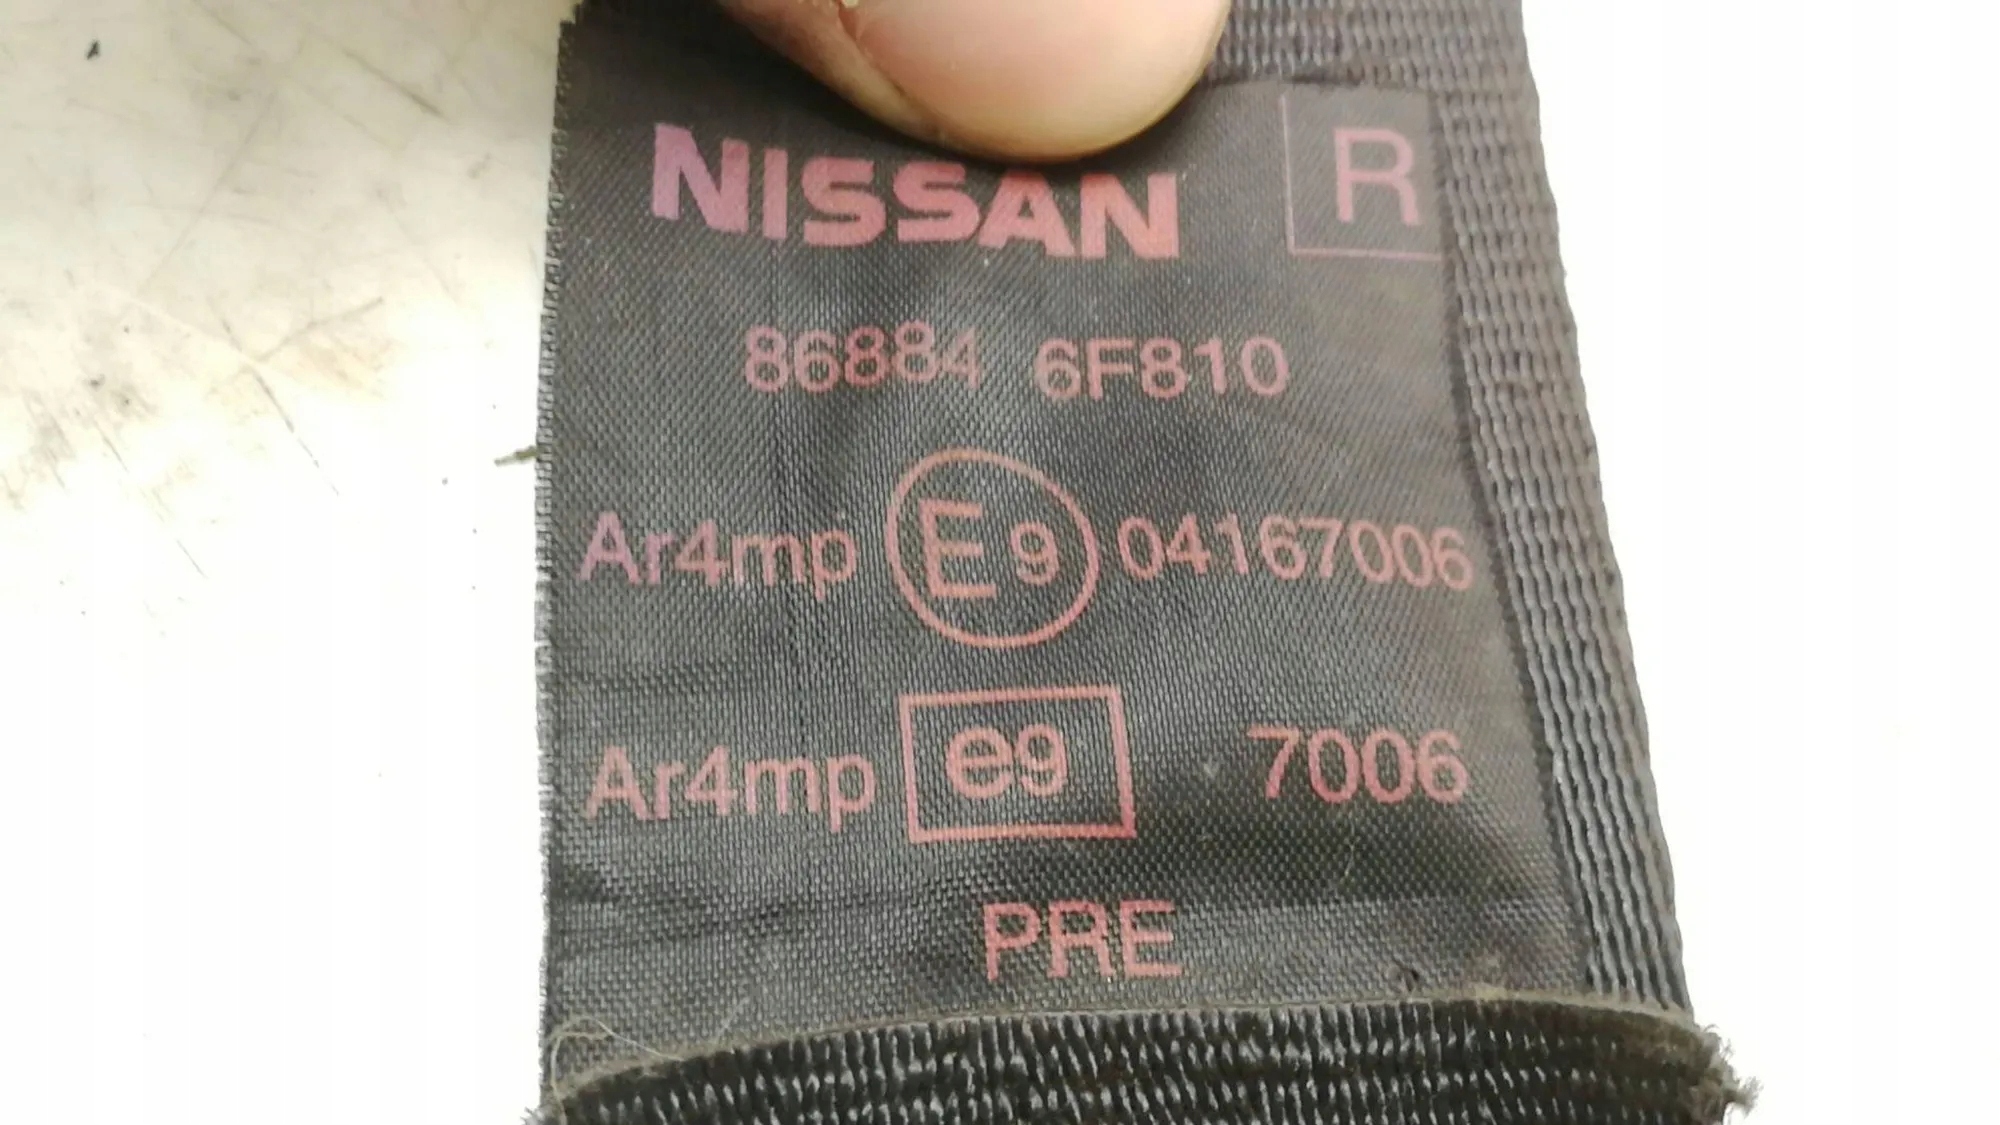 NISSAN R
86884 6F810
Ar4mp E9 04167006
Ar4mp e9 7006
PRE